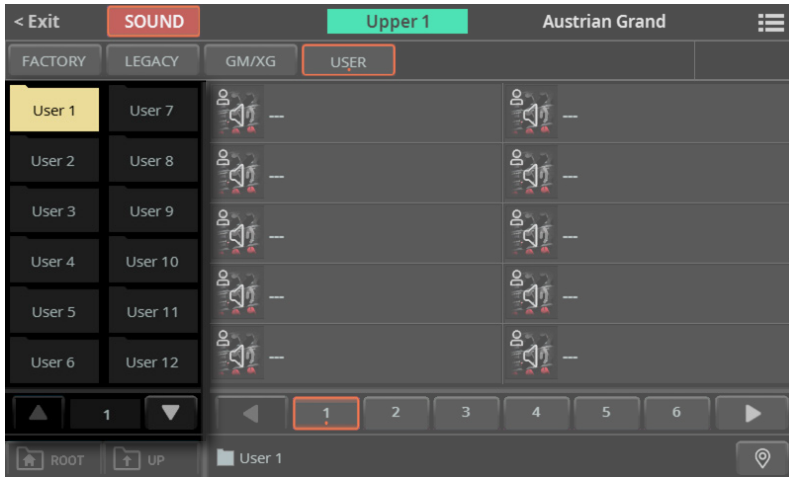 < Exit SOUND Upper 1 Austrian Grand
FACTORY LEGACY GM/XG USER
User 1 User 7 --- ---
User 2 User 8 --- ---
User 3 User 9 --- ---
User 4 User 10 --- ---
User 5 User 11 --- ---
User 6 User 12 --- ---
1 1 2 3 4 5 6
ROOT UP User 1